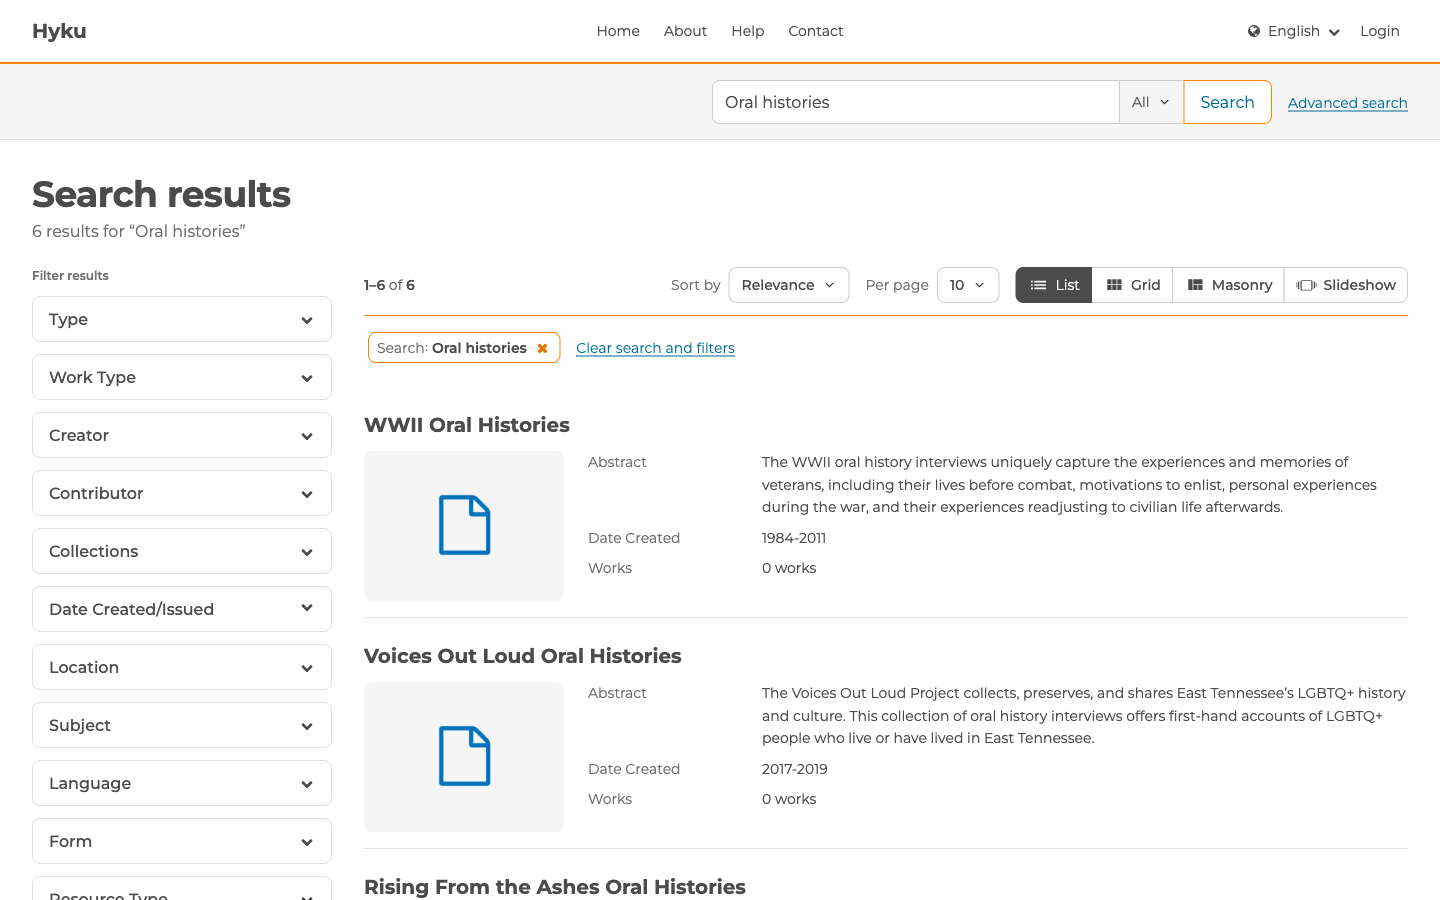 Hyku
Home
About
Help
Contact
English
Login
Oral histories
All
Search
Advanced search
Search results
6 results for “Oral histories”
Filter results
Type
Work Type
Creator
Contributor
Collections
Date Created/Issued
Location
Subject
Language
Form
Resource Type
1–6 of 6
Sort by
Relevance
Per page
10
List
Grid
Masonry
Slideshow
Search: Oral histories
Clear search and filters
WWII Oral Histories
Abstract
The WWII oral history interviews uniquely capture the experiences and memories of
veterans, including their lives before combat, motivations to enlist, personal experiences
during the war, and their experiences readjusting to civilian life afterwards.
Date Created
1984-2011
Works
0 works
Voices Out Loud Oral Histories
Abstract
The Voices Out Loud Project collects, preserves, and shares East Tennessee’s LGBTQ+ history
and culture. This collection of oral history interviews offers first-hand accounts of LGBTQ+
people who live or have lived in East Tennessee.
Date Created
2017-2019
Works
0 works
Rising From the Ashes Oral Histories